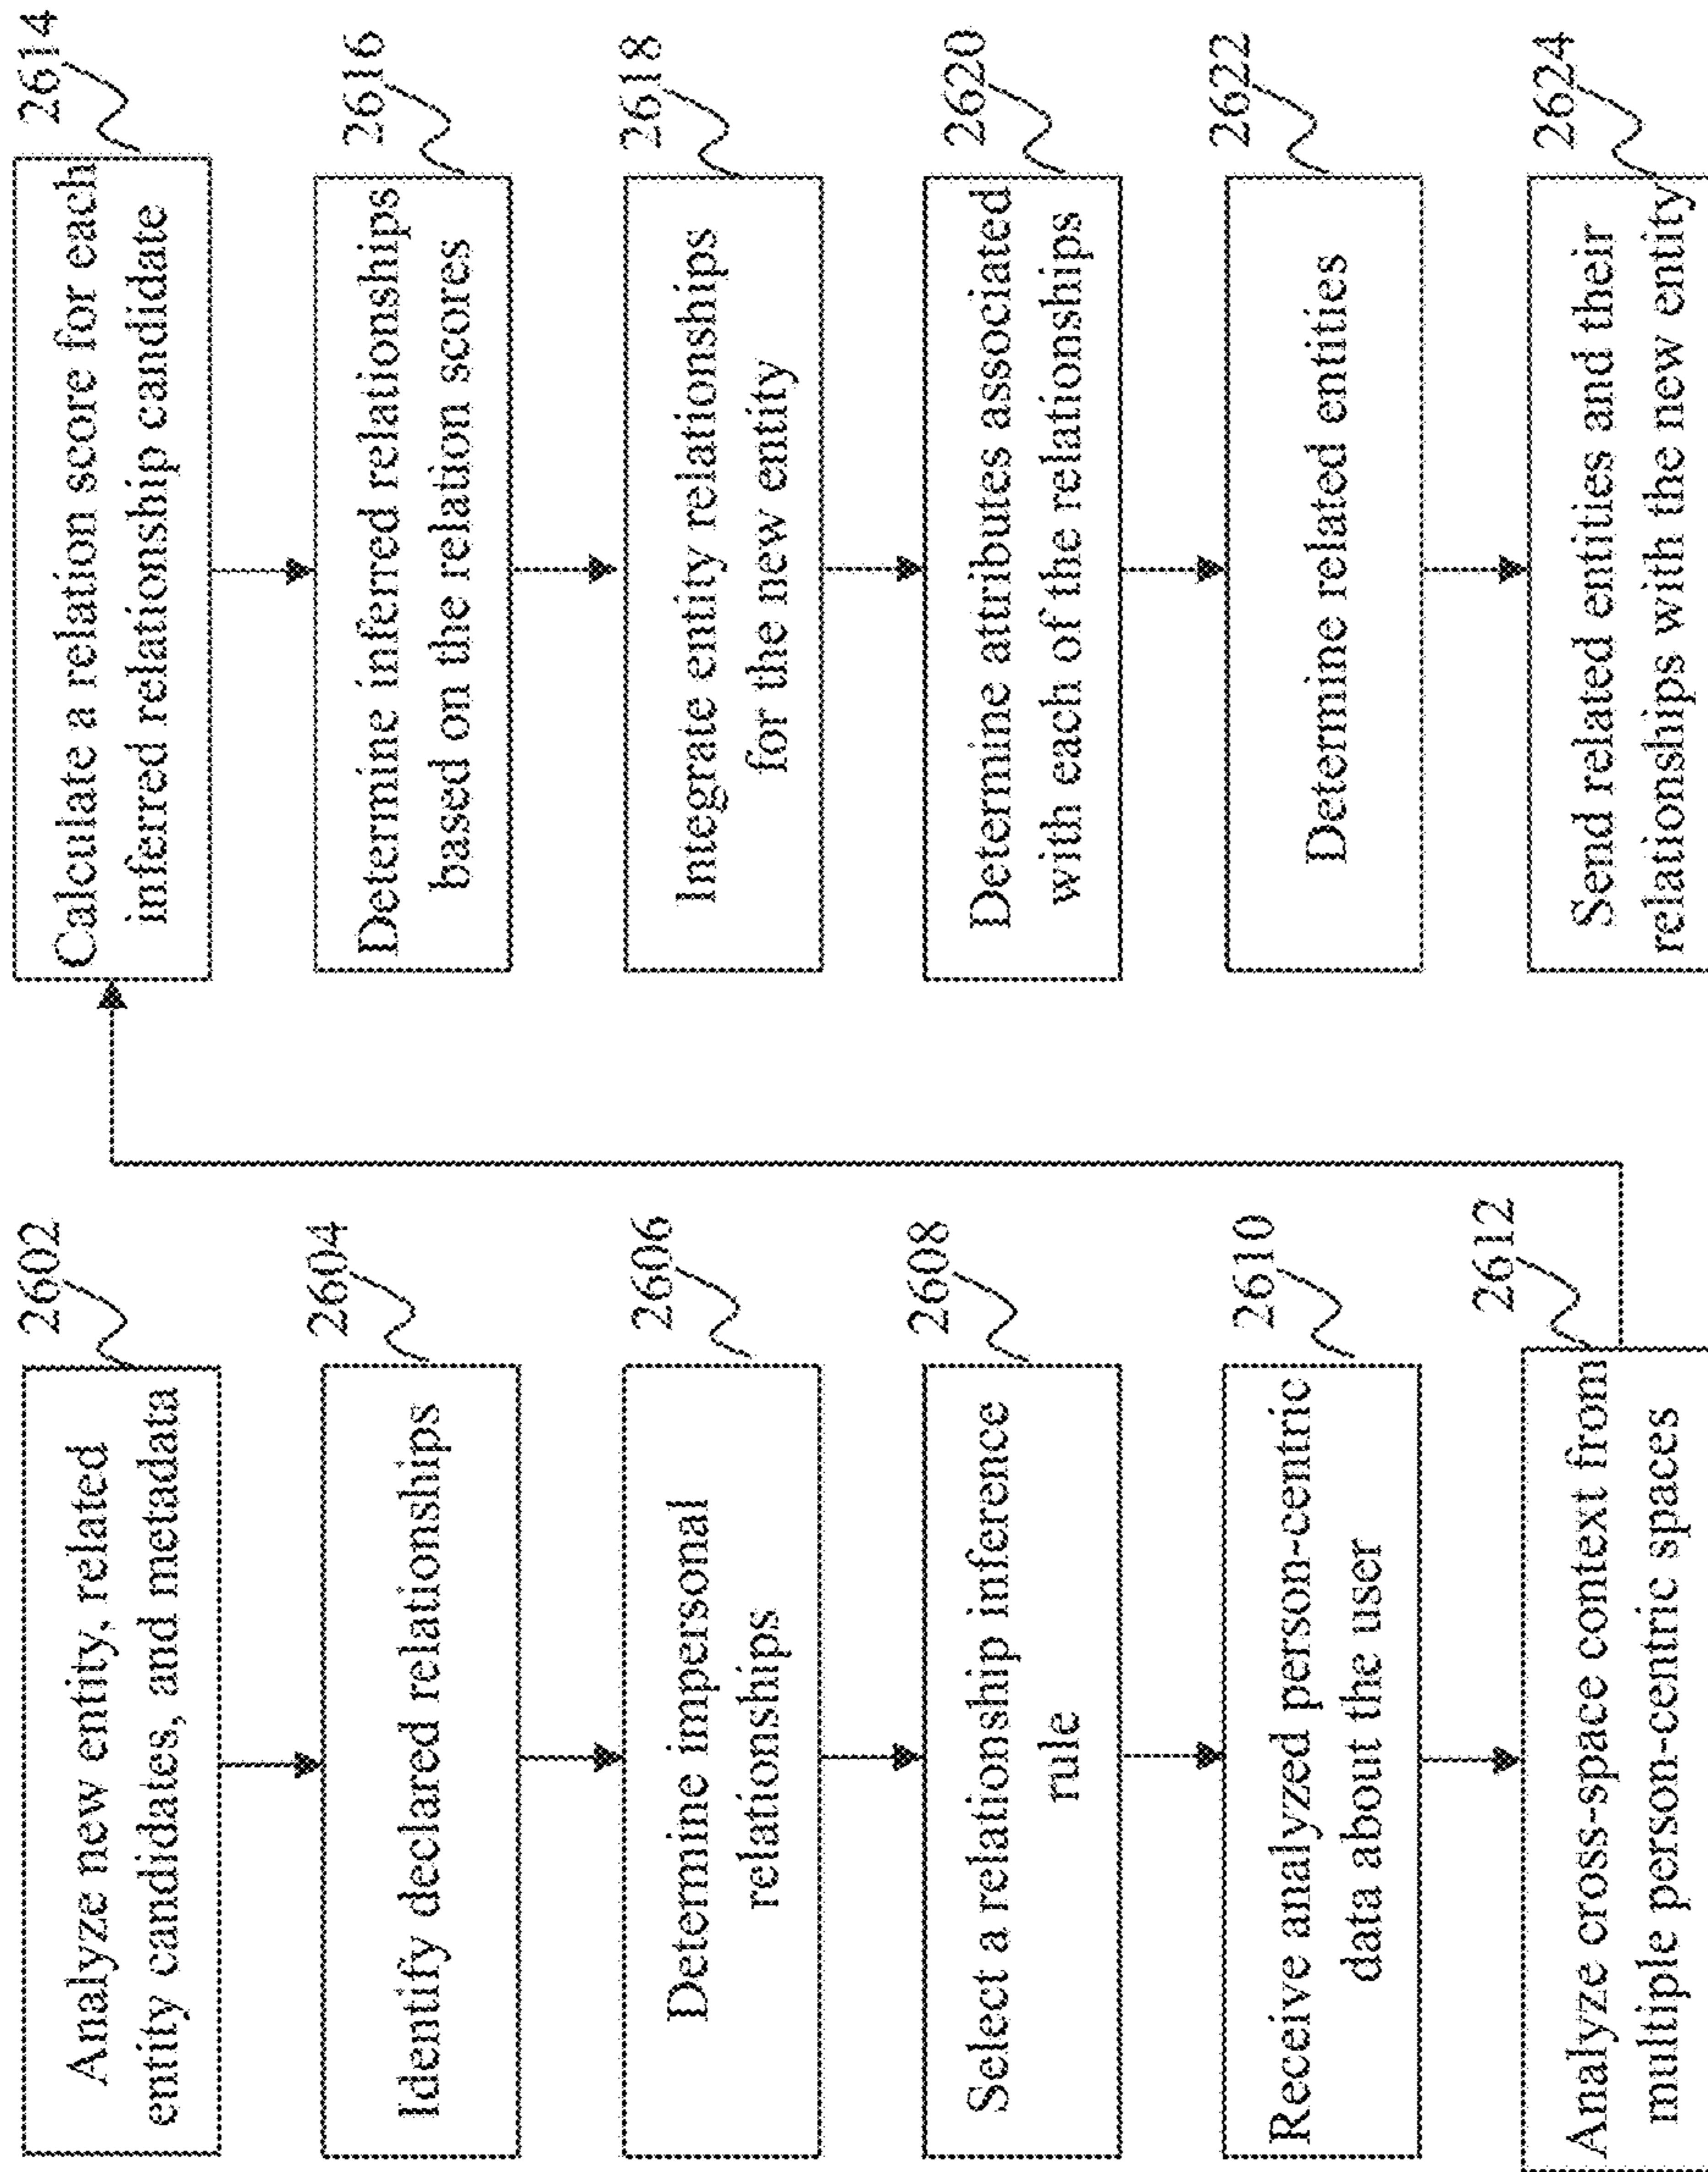 2602
Analyze new entity, related
entity candidates, and metadata
2604
Identify declared relationships
2606
Determine impersonal
relationships
2608
Select a relationship inference
rule
2610
Receive analyzed person-centric
data about the user
2612
Analyze cross-space context from
multiple person-centric spaces
2614
Calculate a relation score for each
inferred relationship candidate
2616
Determine inferred relationships
based on the relation scores
2618
Integrate entity relationships
for the new entity
2620
Determine attributes associated
with each of the relationships
2622
Determine related entities
2624
Send related entities and their
relationships with the new entity